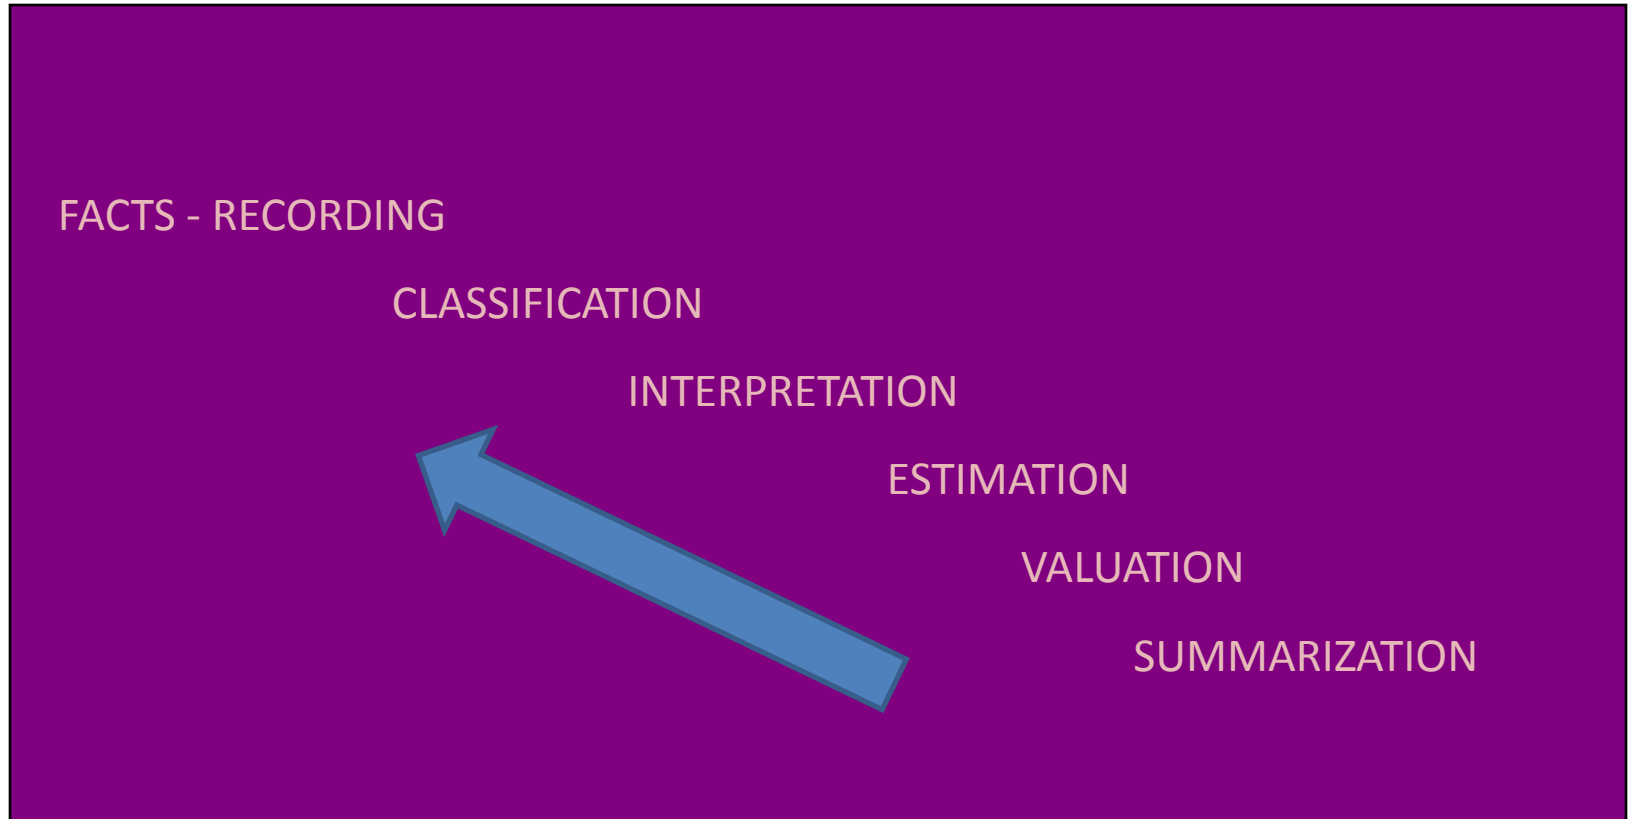 FACTS - RECORDING
CLASSIFICATION
INTERPRETATION
ESTIMATION
VALUATION
SUMMARIZATION